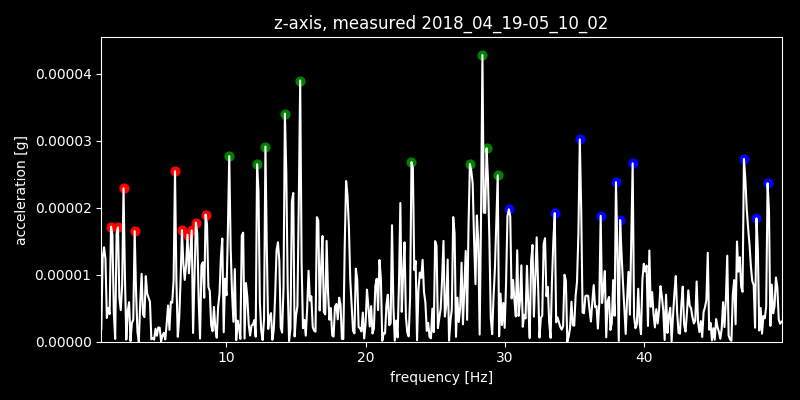 z-axis, measured 2018_04_19-05_10_02
0.00004
0.00003
0.00002
0.00001
0.00000
acceleration [g]
10 20 30 40
frequency [Hz]